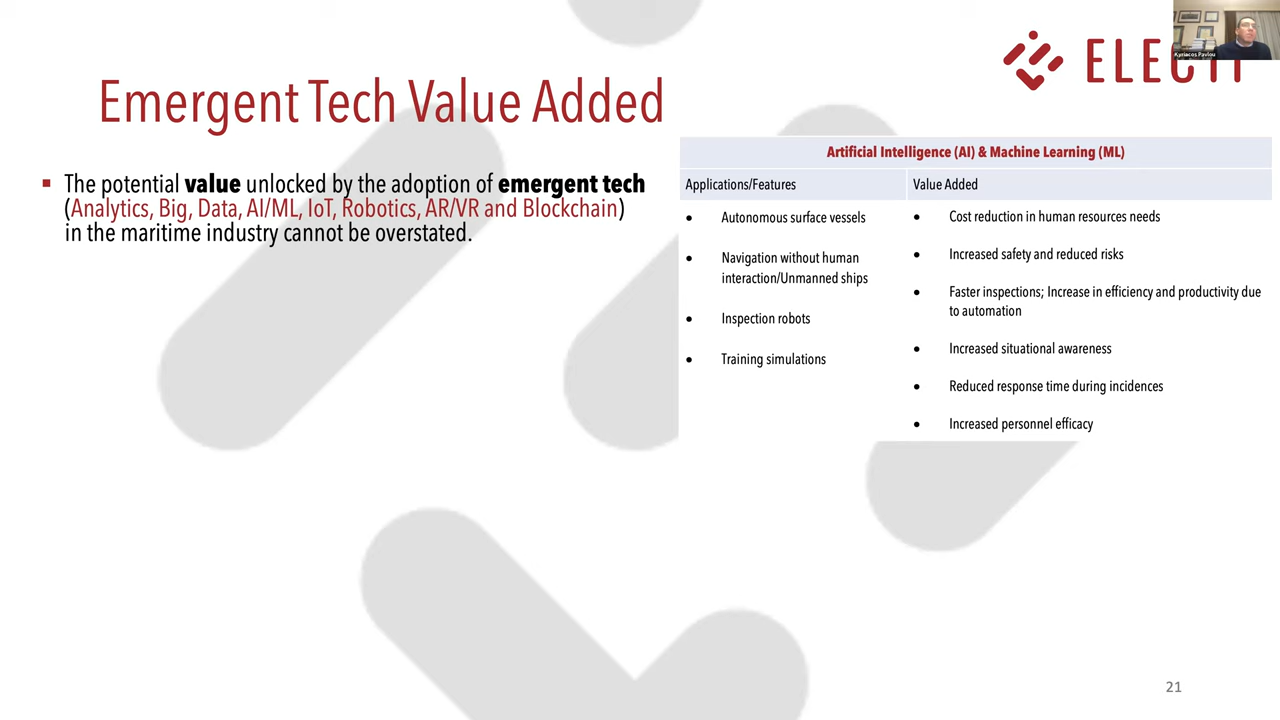 Kyriacos Pavlou
Emergent Tech Value Added
The potential value unlocked by the adoption of emergent tech
(Analytics, Big, Data, AI/ML, IoT, Robotics, AR/VR and Blockchain)
in the maritime industry cannot be overstated.
Artificial Intelligence (AI) & Machine Learning (ML)
Applications/Features
Value Added
Autonomous surface vessels
Navigation without human
interaction/Unmanned ships
Inspection robots
Training simulations
Cost reduction in human resources needs
Increased safety and reduced risks
Faster inspections; Increase in efficiency and productivity due
to automation
Increased situational awareness
Reduced response time during incidences
Increased personnel efficacy
21